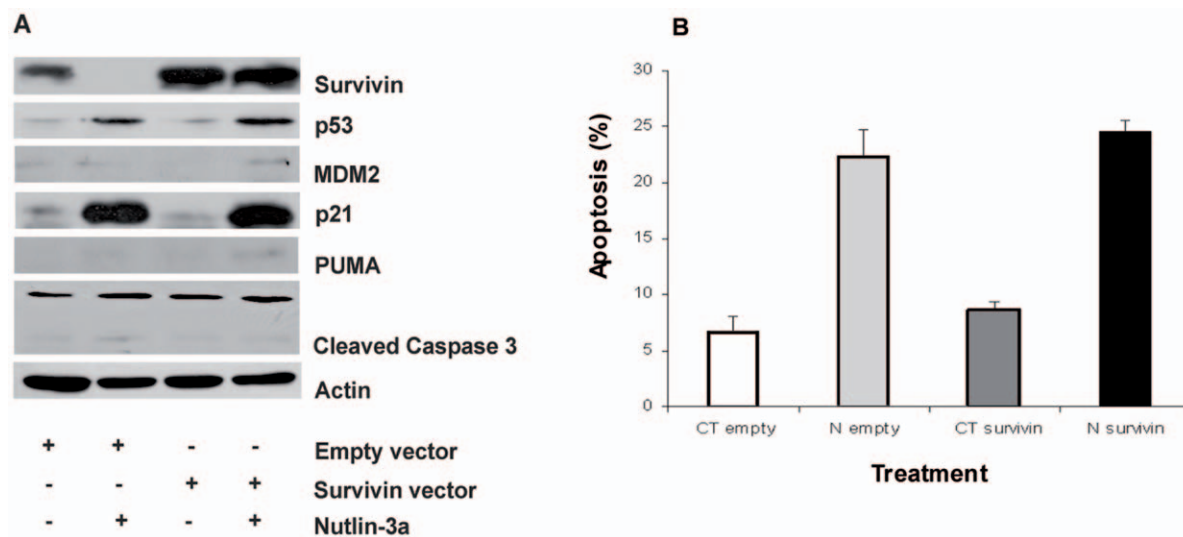 A
Survivin
p53
MDM2
p21
PUMA
Cleaved Caspase 3
Actin
+ + - - Empty vector
- - + + Survivin vector
- + - + Nutlin-3a
B
30
25
20
15
10
5
0
Apoptosis (%)
CT empty N empty CT survivin N survivin
Treatment